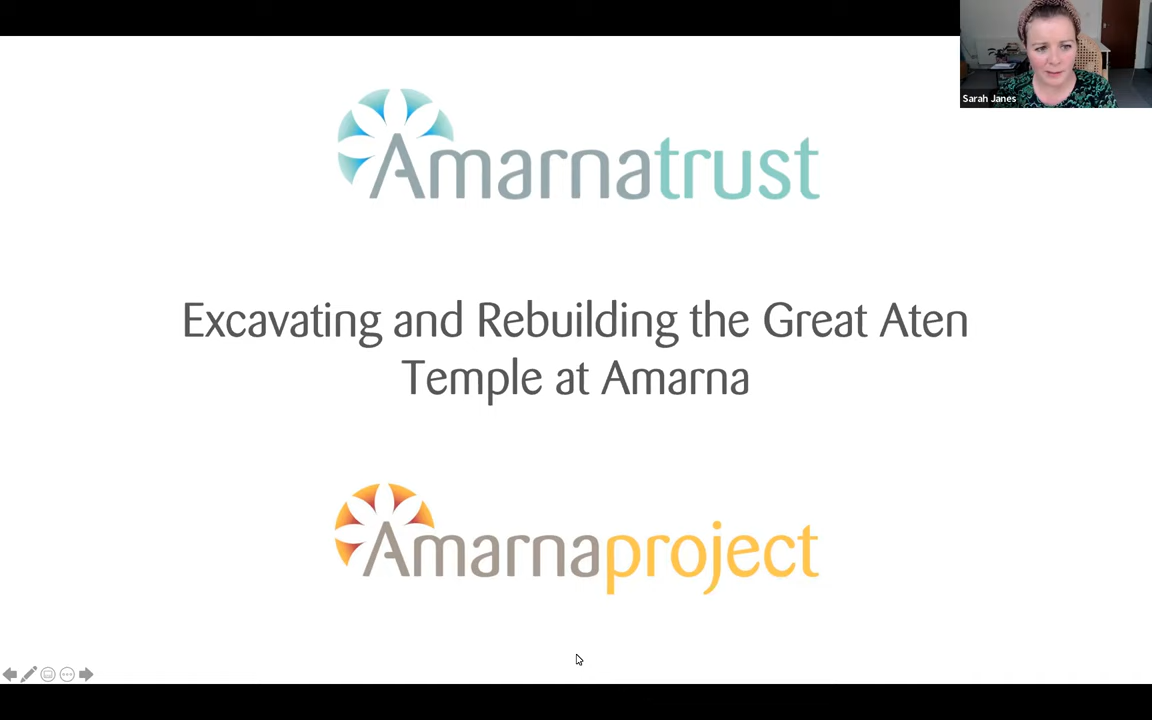 Sarah Janes
Amarnatrust
Excavating and Rebuilding the Great Aten
Temple at Amarna
Amarnaproject